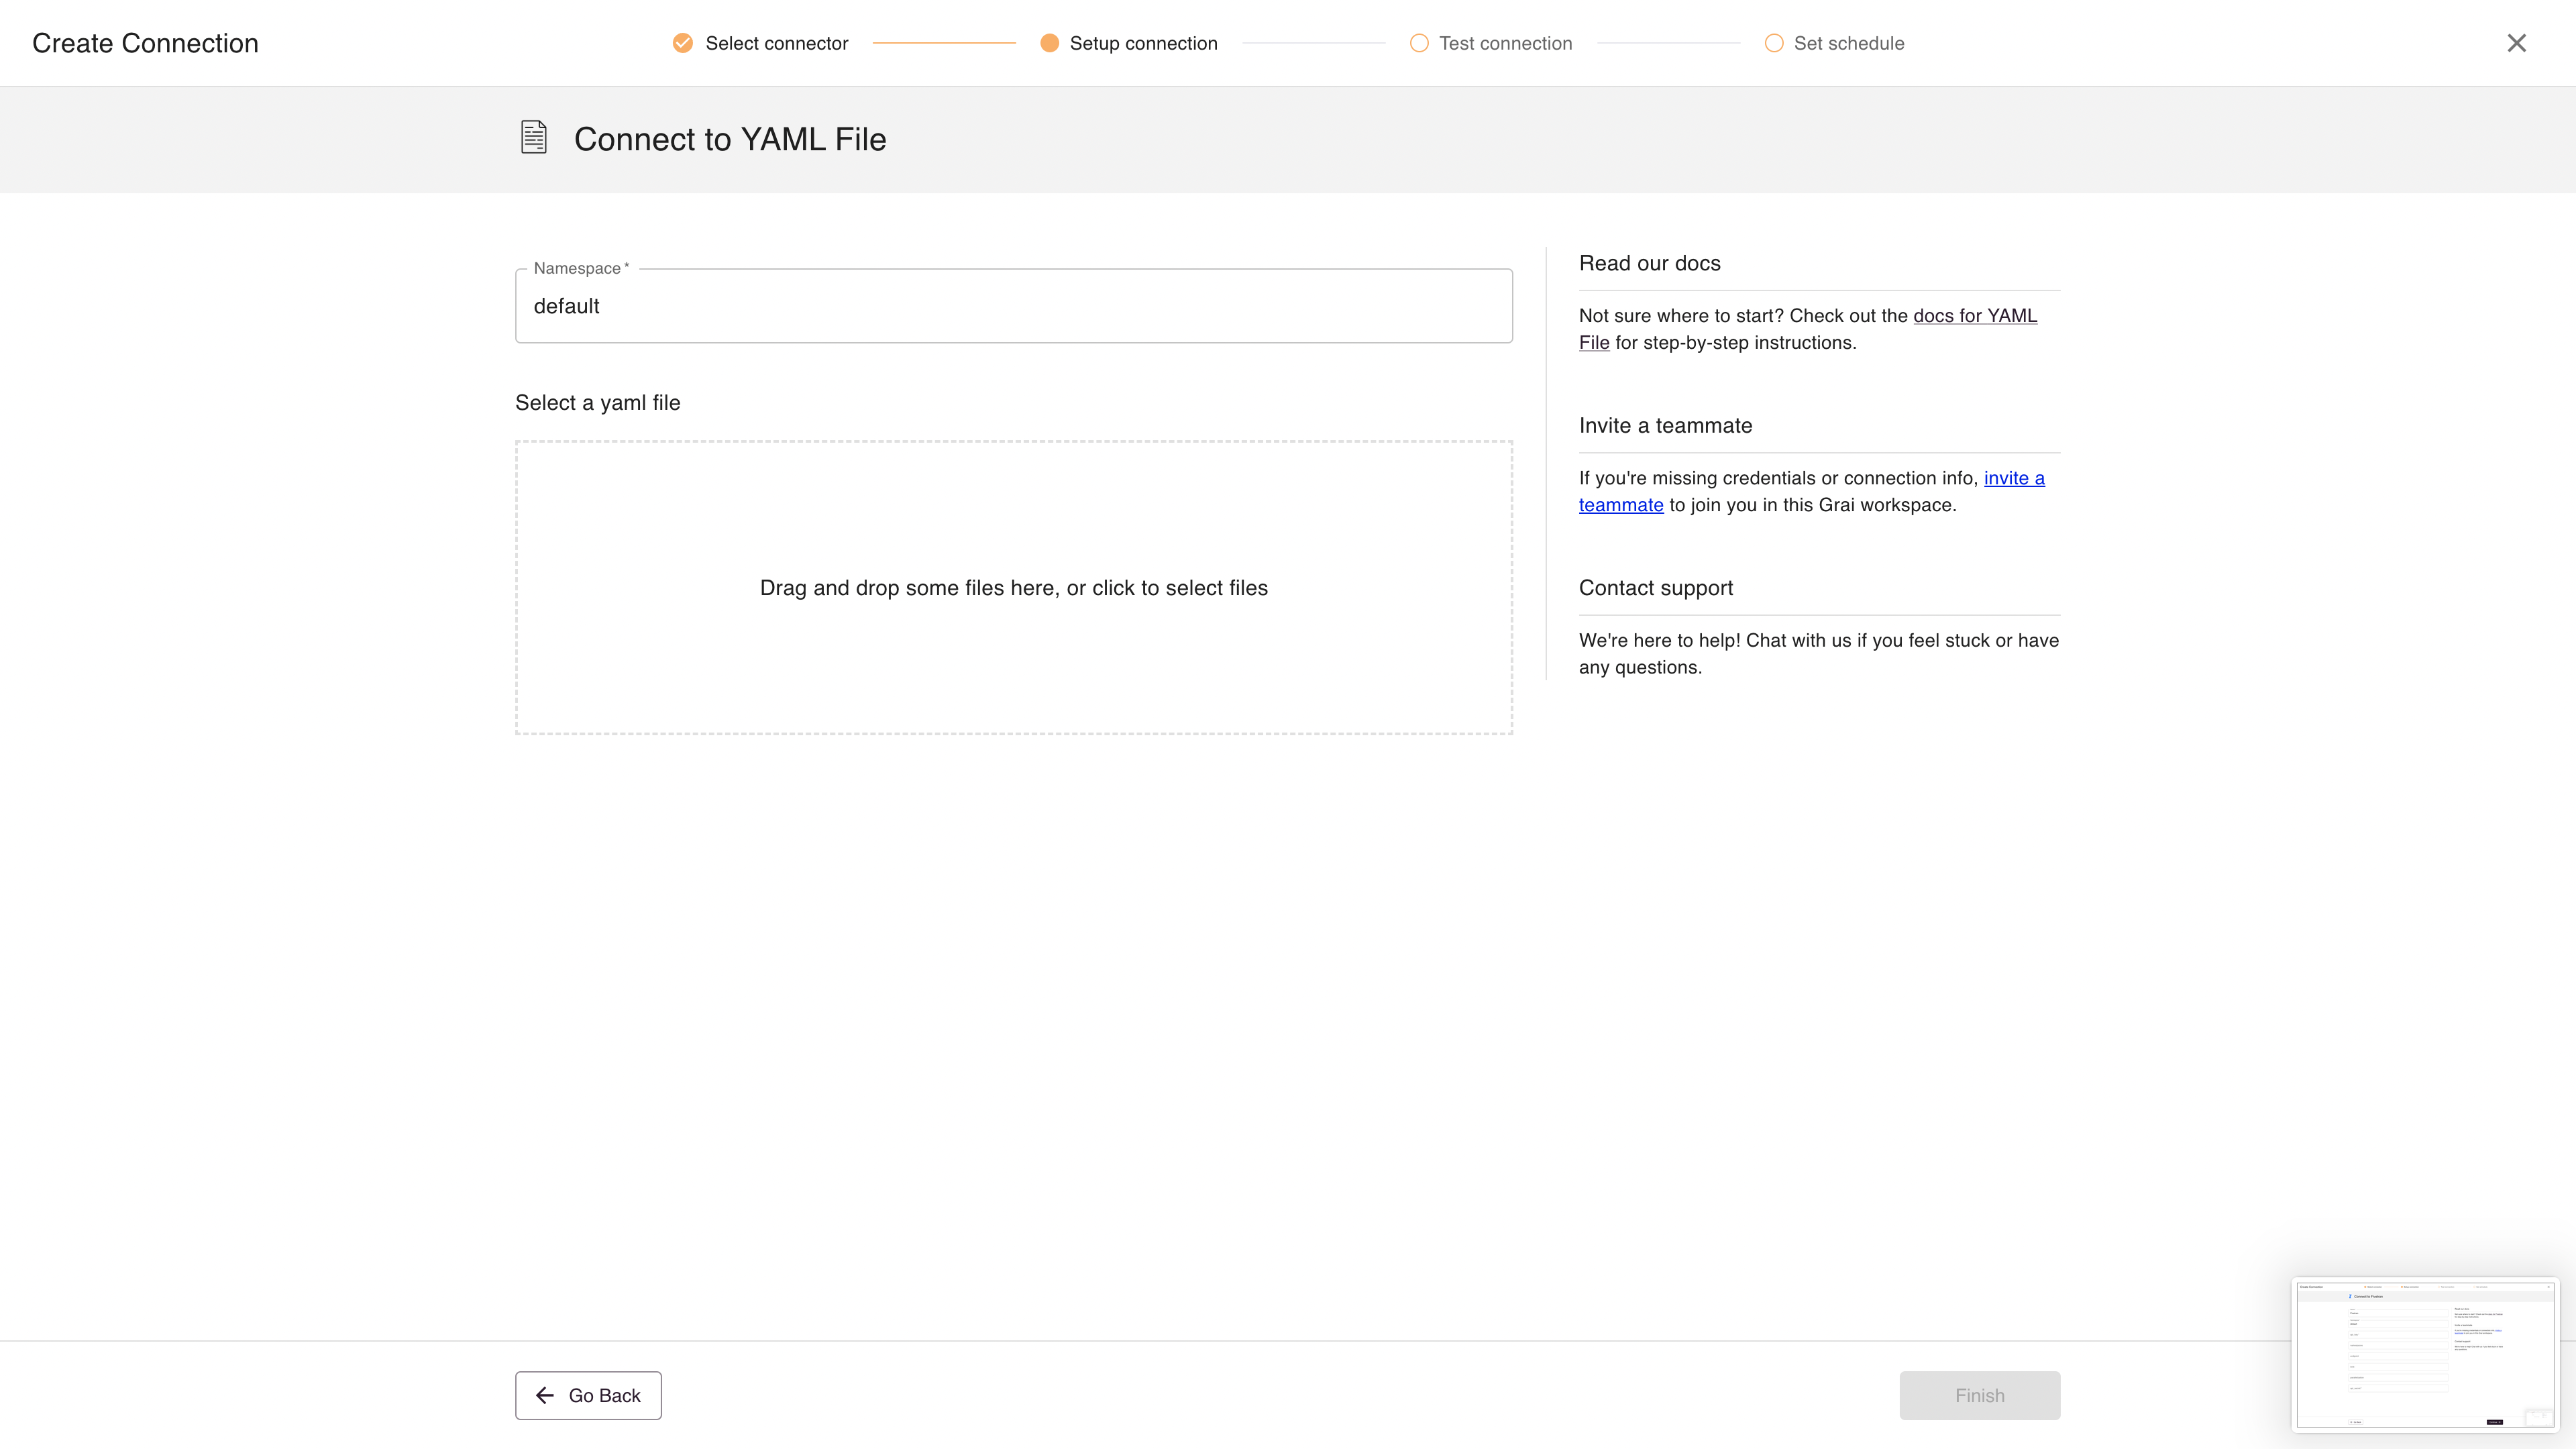 Create Connection
Select connector
Setup connection
Test connection
Set schedule
Connect to YAML File
Namespace *
default
Select a yaml file
Drag and drop some files here, or click to select files
Read our docs
Not sure where to start? Check out the docs for YAML
File for step-by-step instructions.
Invite a teammate
If you're missing credentials or connection info, invite a
teammate to join you in this Grai workspace.
Contact support
We're here to help! Chat with us if you feel stuck or have
any questions.
Go Back
Finish
Create Connection